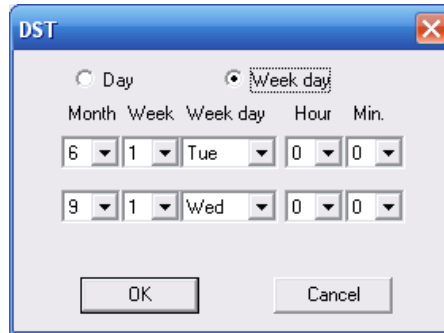 DST
Day Week day
Month Week Week day Hour Min.
6 1 Tue 0 0
9 1 Wed 0 0
OK Cancel